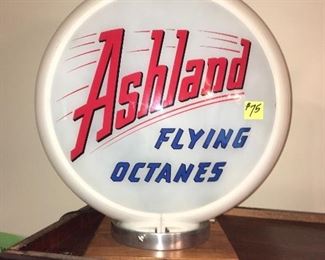 Ashland
$75
FLYING
OCTANES